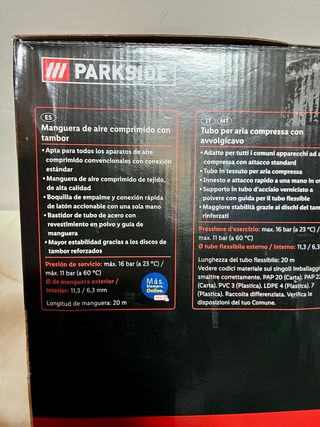 PARKSIDE
ES
Manguera de aire comprimido con
tambor
• Apta para todos los aparatos de aire
comprimido convencionales con conexión
estándar
• Manguera de aire comprimido de tejido,
de alta calidad
• Boquilla de empalme y conexión rápida
de latón accionable con una sola mano
• Bastidor de tubo de acero con
revestimiento en polvo y guía de
manguera
• Mayor estabilidad gracias a los discos de
tambor reforzados
Presión de servicio: máx. 16 bar (a 23 °C) /
máx. 11 bar (a 60 °C)
Ø de manguera exterior /
interior: 11,3 / 6,3 mm
Longitud de manguera: 20 m
Más.
Siempre.
Online.
IT MT
Tubo per aria compressa con
avvolgicavo
• Adatto per tutti i comuni apparecchi ad a
compressa con attacco standard
• Tubo in tessuto per aria compressa
• Innesto e attacco rapido a una mano in ot
• Supporto in tubo d'acciaio verniciato a
polvere con guida per il tubo flessibile
• Maggiore stabilità grazie ai dischi del tam
rinforzati
Pressione d'esercizio: max. 16 bar (a 23 °C) /
max. 11 bar (a 60 °C)
Ø tubo flessibile esterno / interno: 11,3 / 6,3
Lunghezza del tubo flessibile: 20 m
Vedere codici materiale sui singoli imballaggi
smaltire correttamente. PAP 20 (Carta), PAP 22
(Carta), PVC 3 (Plastica), LDPE 4 (Plastica), 7
(Plastica). Raccolta differenziata. Verifica le
disposizioni del tuo Comune.